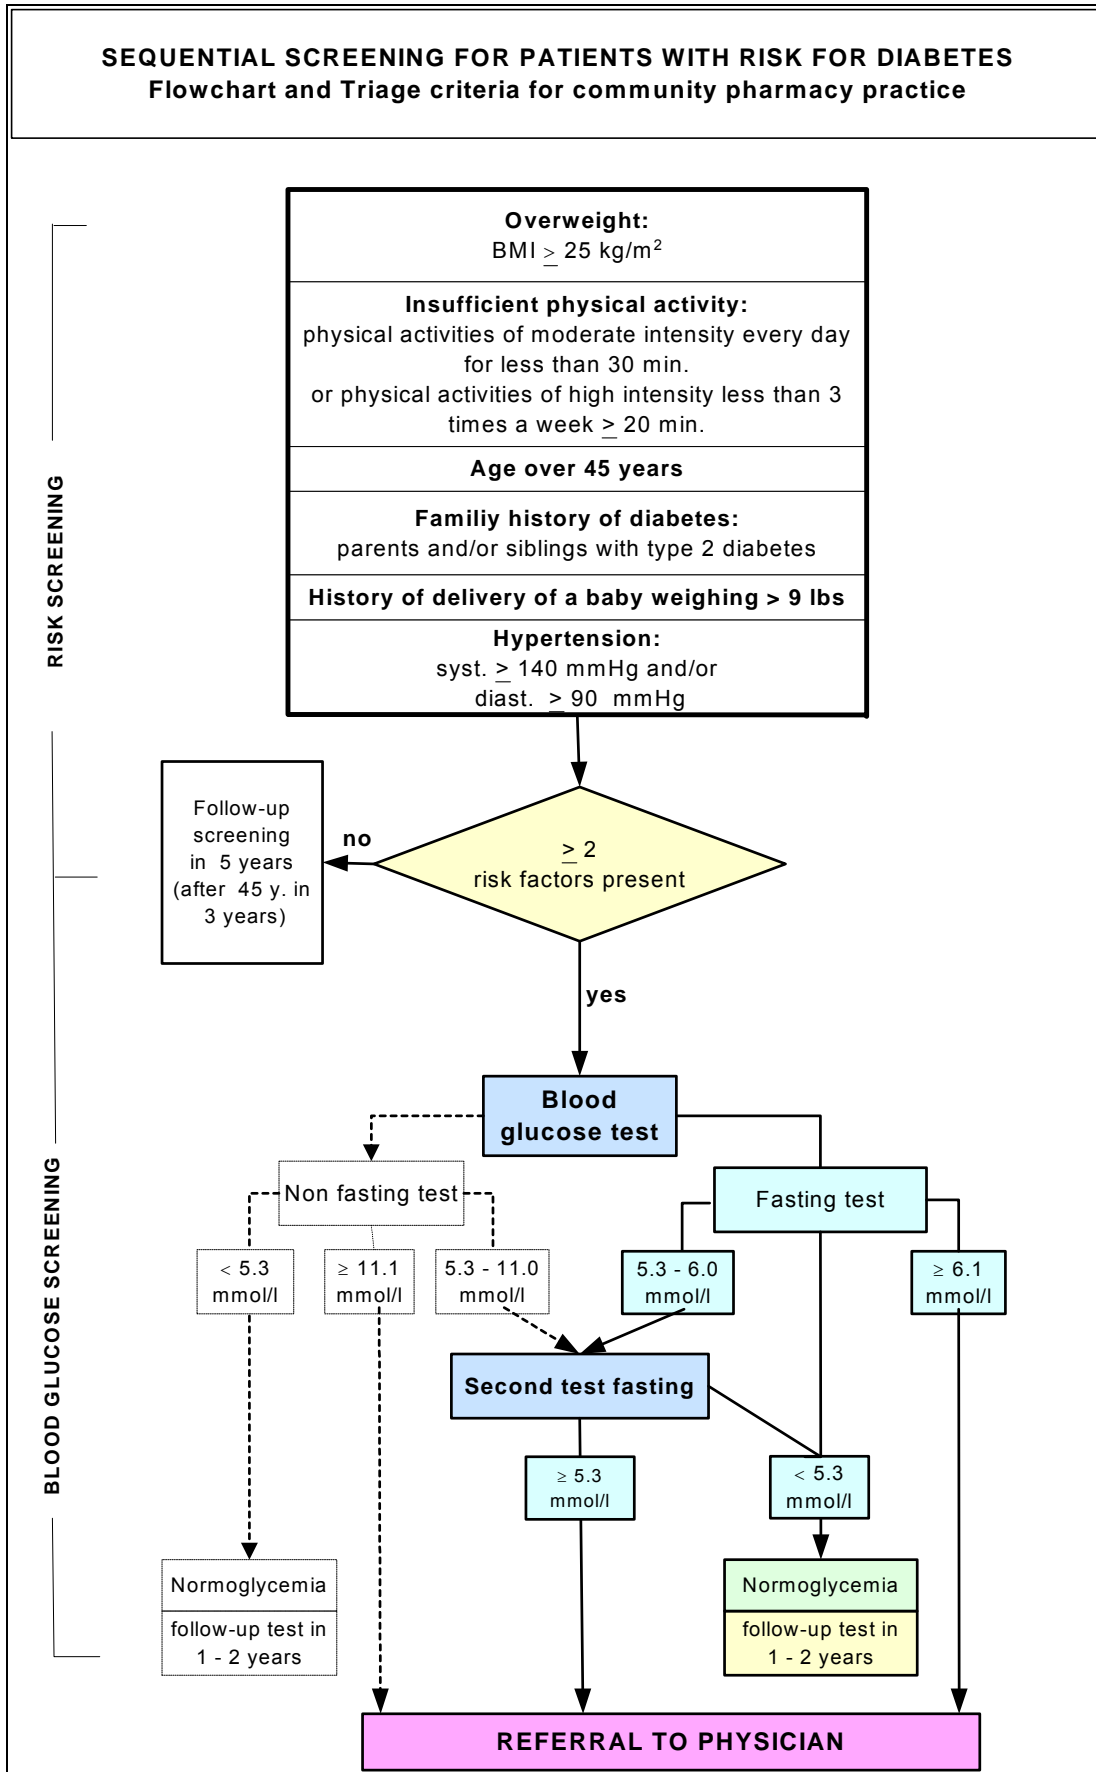 SEQUENTIAL SCREENING FOR PATIENTS WITH RISK FOR DIABETES
Flowchart and Triage criteria for community pharmacy practice
RISK SCREENING
Overweight:
BMI ≥ 25 kg/m²
Insufficient physical activity:
physical activities of moderate intensity every day
for less than 30 min.
or physical activities of high intensity less than 3
times a week ≥ 20 min.
Age over 45 years
Familiy history of diabetes:
parents and/or siblings with type 2 diabetes
History of delivery of a baby weighing > 9 lbs
Hypertension:
syst. ≥ 140 mmHg and/or
diast. ≥ 90 mmHg
≥ 2
risk factors present
no
Follow-up
screening
in 5 years
(after 45 y. in
3 years)
yes
BLOOD GLUCOSE SCREENING
Blood
glucose test
Non fasting test
Fasting test
< 5.3
mmol/l
≥ 11.1
mmol/l
5.3 - 11.0
mmol/l
5.3 - 6.0
mmol/l
≥ 6.1
mmol/l
Second test fasting
≥ 5.3
mmol/l
< 5.3
mmol/l
Normoglycemia
follow-up test in
1 - 2 years
Normoglycemia
follow-up test in
1 - 2 years
REFERRAL TO PHYSICIAN